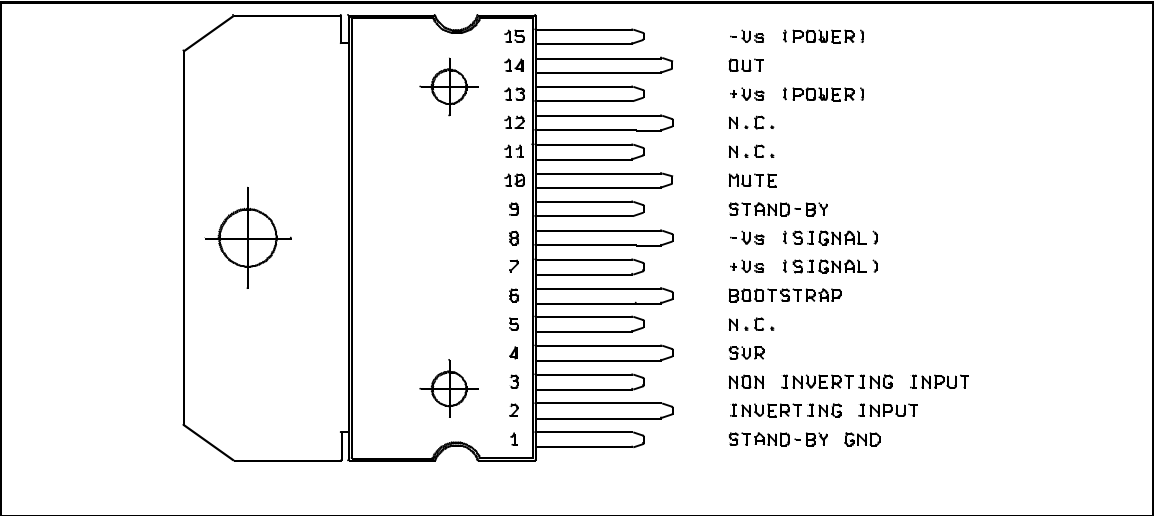 15 -Vs (POWER)
14 OUT
13 +Vs (POWER)
12 N.C.
11 N.C.
10 MUTE
9 STAND-BY
8 -Vs (SIGNAL)
7 +Vs (SIGNAL)
6 BOOTSTRAP
5 N.C.
4 SVR
3 NON INVERTING INPUT
2 INVERTING INPUT
1 STAND-BY GND